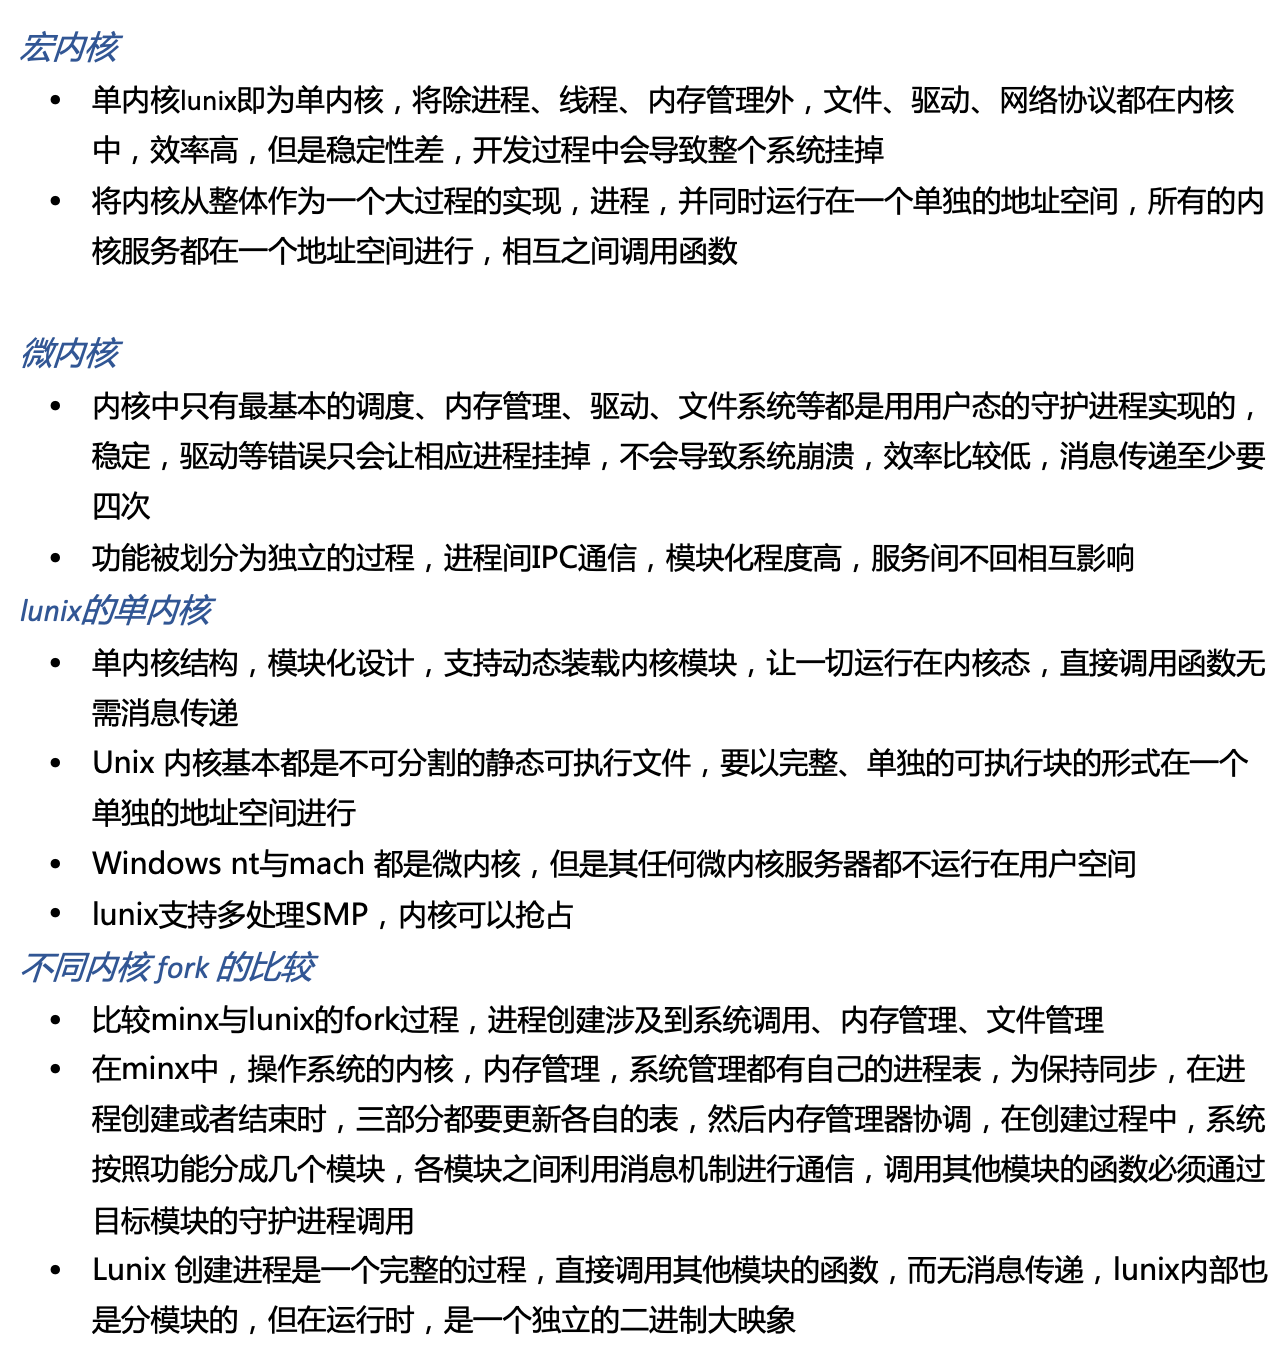 宏内核
• 单内核lunix即为单内核，将除进程、线程、内存管理外，文件、驱动、网络协议都在内核
中，效率高，但是稳定性差，开发过程中会导致整个系统挂掉
• 将内核从整体作为一个大过程的实现，进程，并同时运行在一个单独的地址空间，所有的内
核服务都在一个地址空间进行，相互之间调用函数
微内核
• 内核中只有最基本的调度、内存管理、驱动、文件系统等都是用用户态的守护进程实现的，
稳定，驱动等错误只会让相应进程挂掉，不会导致系统崩溃，效率比较低，消息传递至少要
四次
• 功能被划分为独立的过程，进程间IPC通信，模块化程度高，服务间不回相互影响
lunix的单内核
• 单内核结构，模块化设计，支持动态装载内核模块，让一切运行在内核态，直接调用函数无
需消息传递
• Unix 内核基本都是不可分割的静态可执行文件，要以完整、单独的可执行块的形式在一个
单独的地址空间进行
• Windows nt与mach 都是微内核，但是其任何微内核服务器都不运行在用户空间
• lunix支持多处理SMP，内核可以抢占
不同内核 fork 的比较
• 比较minx与lunix的fork过程，进程创建涉及到系统调用、内存管理、文件管理
• 在minx中，操作系统的内核，内存管理，系统管理都有自己的进程表，为保持同步，在进
程创建或者结束时，三部分都要更新各自的表，然后内存管理器协调，在创建过程中，系统
按照功能分成几个模块，各模块之间利用消息机制进行通信，调用其他模块的函数必须通过
目标模块的守护进程调用
• Lunix 创建进程是一个完整的过程，直接调用其他模块的函数，而无消息传递，lunix内部也
是分模块的，但在运行时，是一个独立的二进制大映象